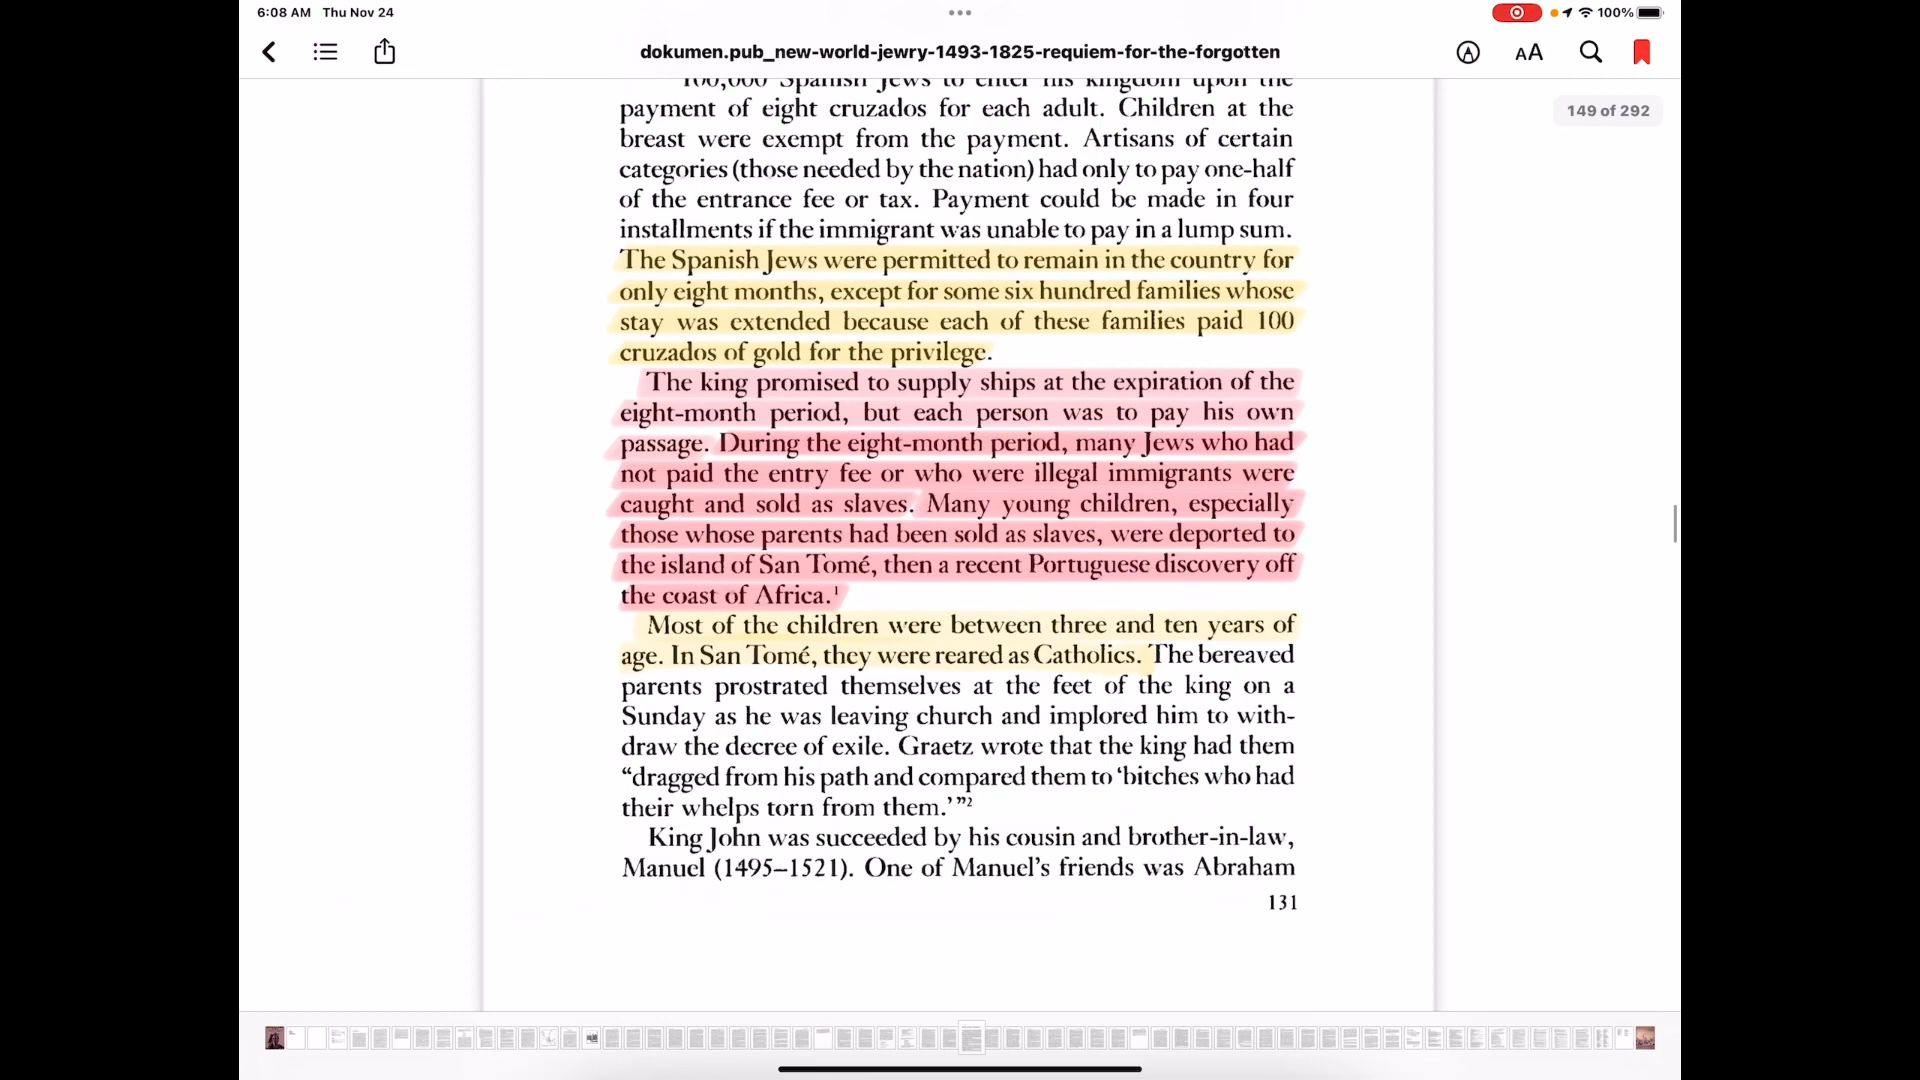 6:08 AM Thu Nov 24
100%
dokumen.pub_new-world-jewry-1493-1825-requiem-for-the-forgotten
AA
149 of 292
100,000 Spanish Jews to enter his kingdom upon the
payment of eight cruzados for each adult. Children at the
breast were exempt from the payment. Artisans of certain
categories (those needed by the nation) had only to pay one-half
of the entrance fee or tax. Payment could be made in four
installments if the immigrant was unable to pay in a lump sum.
The Spanish Jews were permitted to remain in the country for
only eight months, except for some six hundred families whose
stay was extended because each of these families paid 100
cruzados of gold for the privilege.
The king promised to supply ships at the expiration of the
eight-month period, but each person was to pay his own
passage. During the eight-month period, many Jews who had
not paid the entry fee or who were illegal immigrants were
caught and sold as slaves. Many young children, especially
those whose parents had been sold as slaves, were deported to
the island of San Tomé, then a recent Portuguese discovery off
the coast of Africa.¹
Most of the children were between three and ten years of
age. In San Tomé, they were reared as Catholics. The bereaved
parents prostrated themselves at the feet of the king on a
Sunday as he was leaving church and implored him to with-
draw the decree of exile. Graetz wrote that the king had them
“dragged from his path and compared them to ‘bitches who had
their whelps torn from them.’”²
King John was succeeded by his cousin and brother-in-law,
Manuel (1495–1521). One of Manuel’s friends was Abraham
131